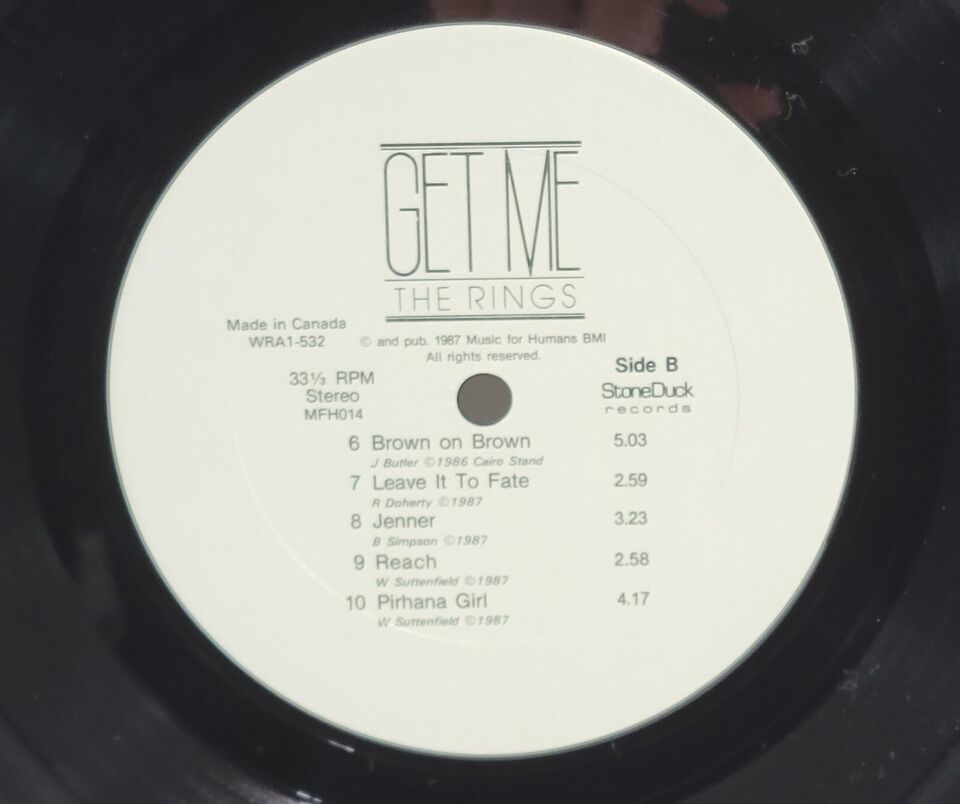 GET ME
THE RINGS
Made in Canada
WRA1-532
© and pub. 1987 Music for Humans BMI
All rights reserved.
33⅓ RPM
Stereo
MFH014
Side B
StoneDuck
records
6 Brown on Brown 5.03
J Butler ©1986 Cairo Stand
7 Leave It To Fate 2.59
R Doherty ©1987
8 Jenner 3.23
B Simpson ©1987
9 Reach 2.58
W Suttenfield ©1987
10 Pirhana Girl 4.17
W Suttenfield ©1987